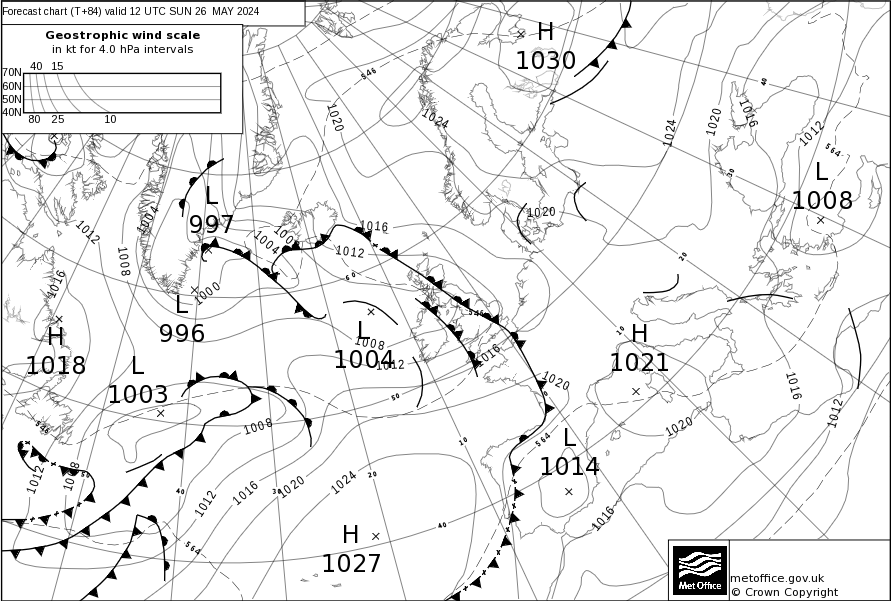 Forecast chart (T+84) valid 12 UTC SUN 26 MAY 2024
Geostrophic wind scale
in kt for 4.0 hPa intervals
40 15
70N
60N
50N
40N
80 25 10
H
1030
546
1020
1024
1024
1020
1016
40
1012
564
30
L
1008
L
997
1004
1012
1008
1016
1020
1016
1004
1012
60
20
1000
L
996
H
1018
L
1004
1008
1012
546
1016
10
H
1021
L
1003
1020
0
50
1016
1012
1020
546
1008
564
10
L
1014
1012
1008
50
40
1012
1016
30
1020
1024
20
40
1016
564
H
1027
Met Office
metoffice.gov.uk
© Crown Copyright